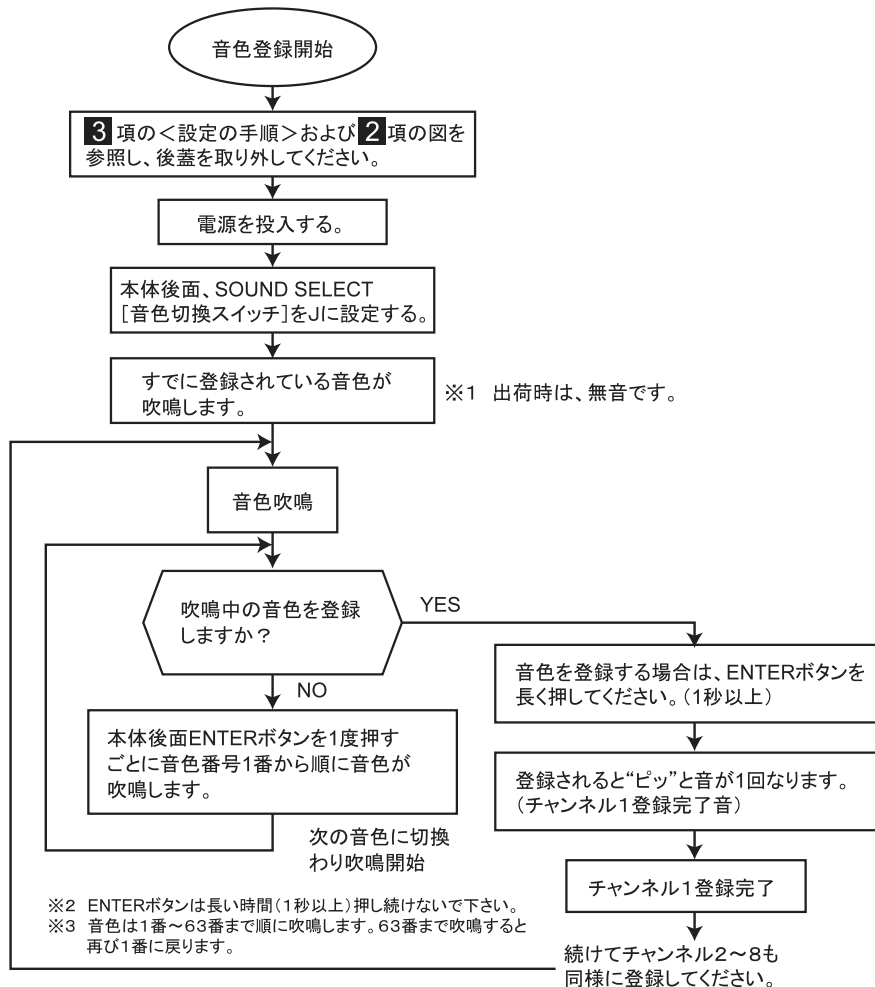 音色登録開始
3 項の＜設定の手順＞および 2 項の図を
参照し、後蓋を取り外してください。
電源を投入する。
本体後面、SOUND SELECT
［音色切換スイッチ］をJに設定する。
すでに登録されている音色が
吹鳴します。
※１　出荷時は、無音です。
音色吹鳴
吹鳴中の音色を登録
しますか？
YES
NO
本体後面ENTERボタンを1度押す
ごとに音色番号1番から順に音色が
吹鳴します。
次の音色に切換
わり吹鳴開始
音色を登録する場合は、ENTERボタンを
長く押してください。（1秒以上）
登録されると“ピッ”と音が1回なります。
（チャンネル１登録完了音）
チャンネル１登録完了
続けてチャンネル２～８も
同様に登録してください。
※２　ENTERボタンは長い時間（1秒以上）押し続けないで下さい。
※３　音色は1番～63番まで順に吹鳴します。63番まで吹鳴すると
再び1番に戻ります。